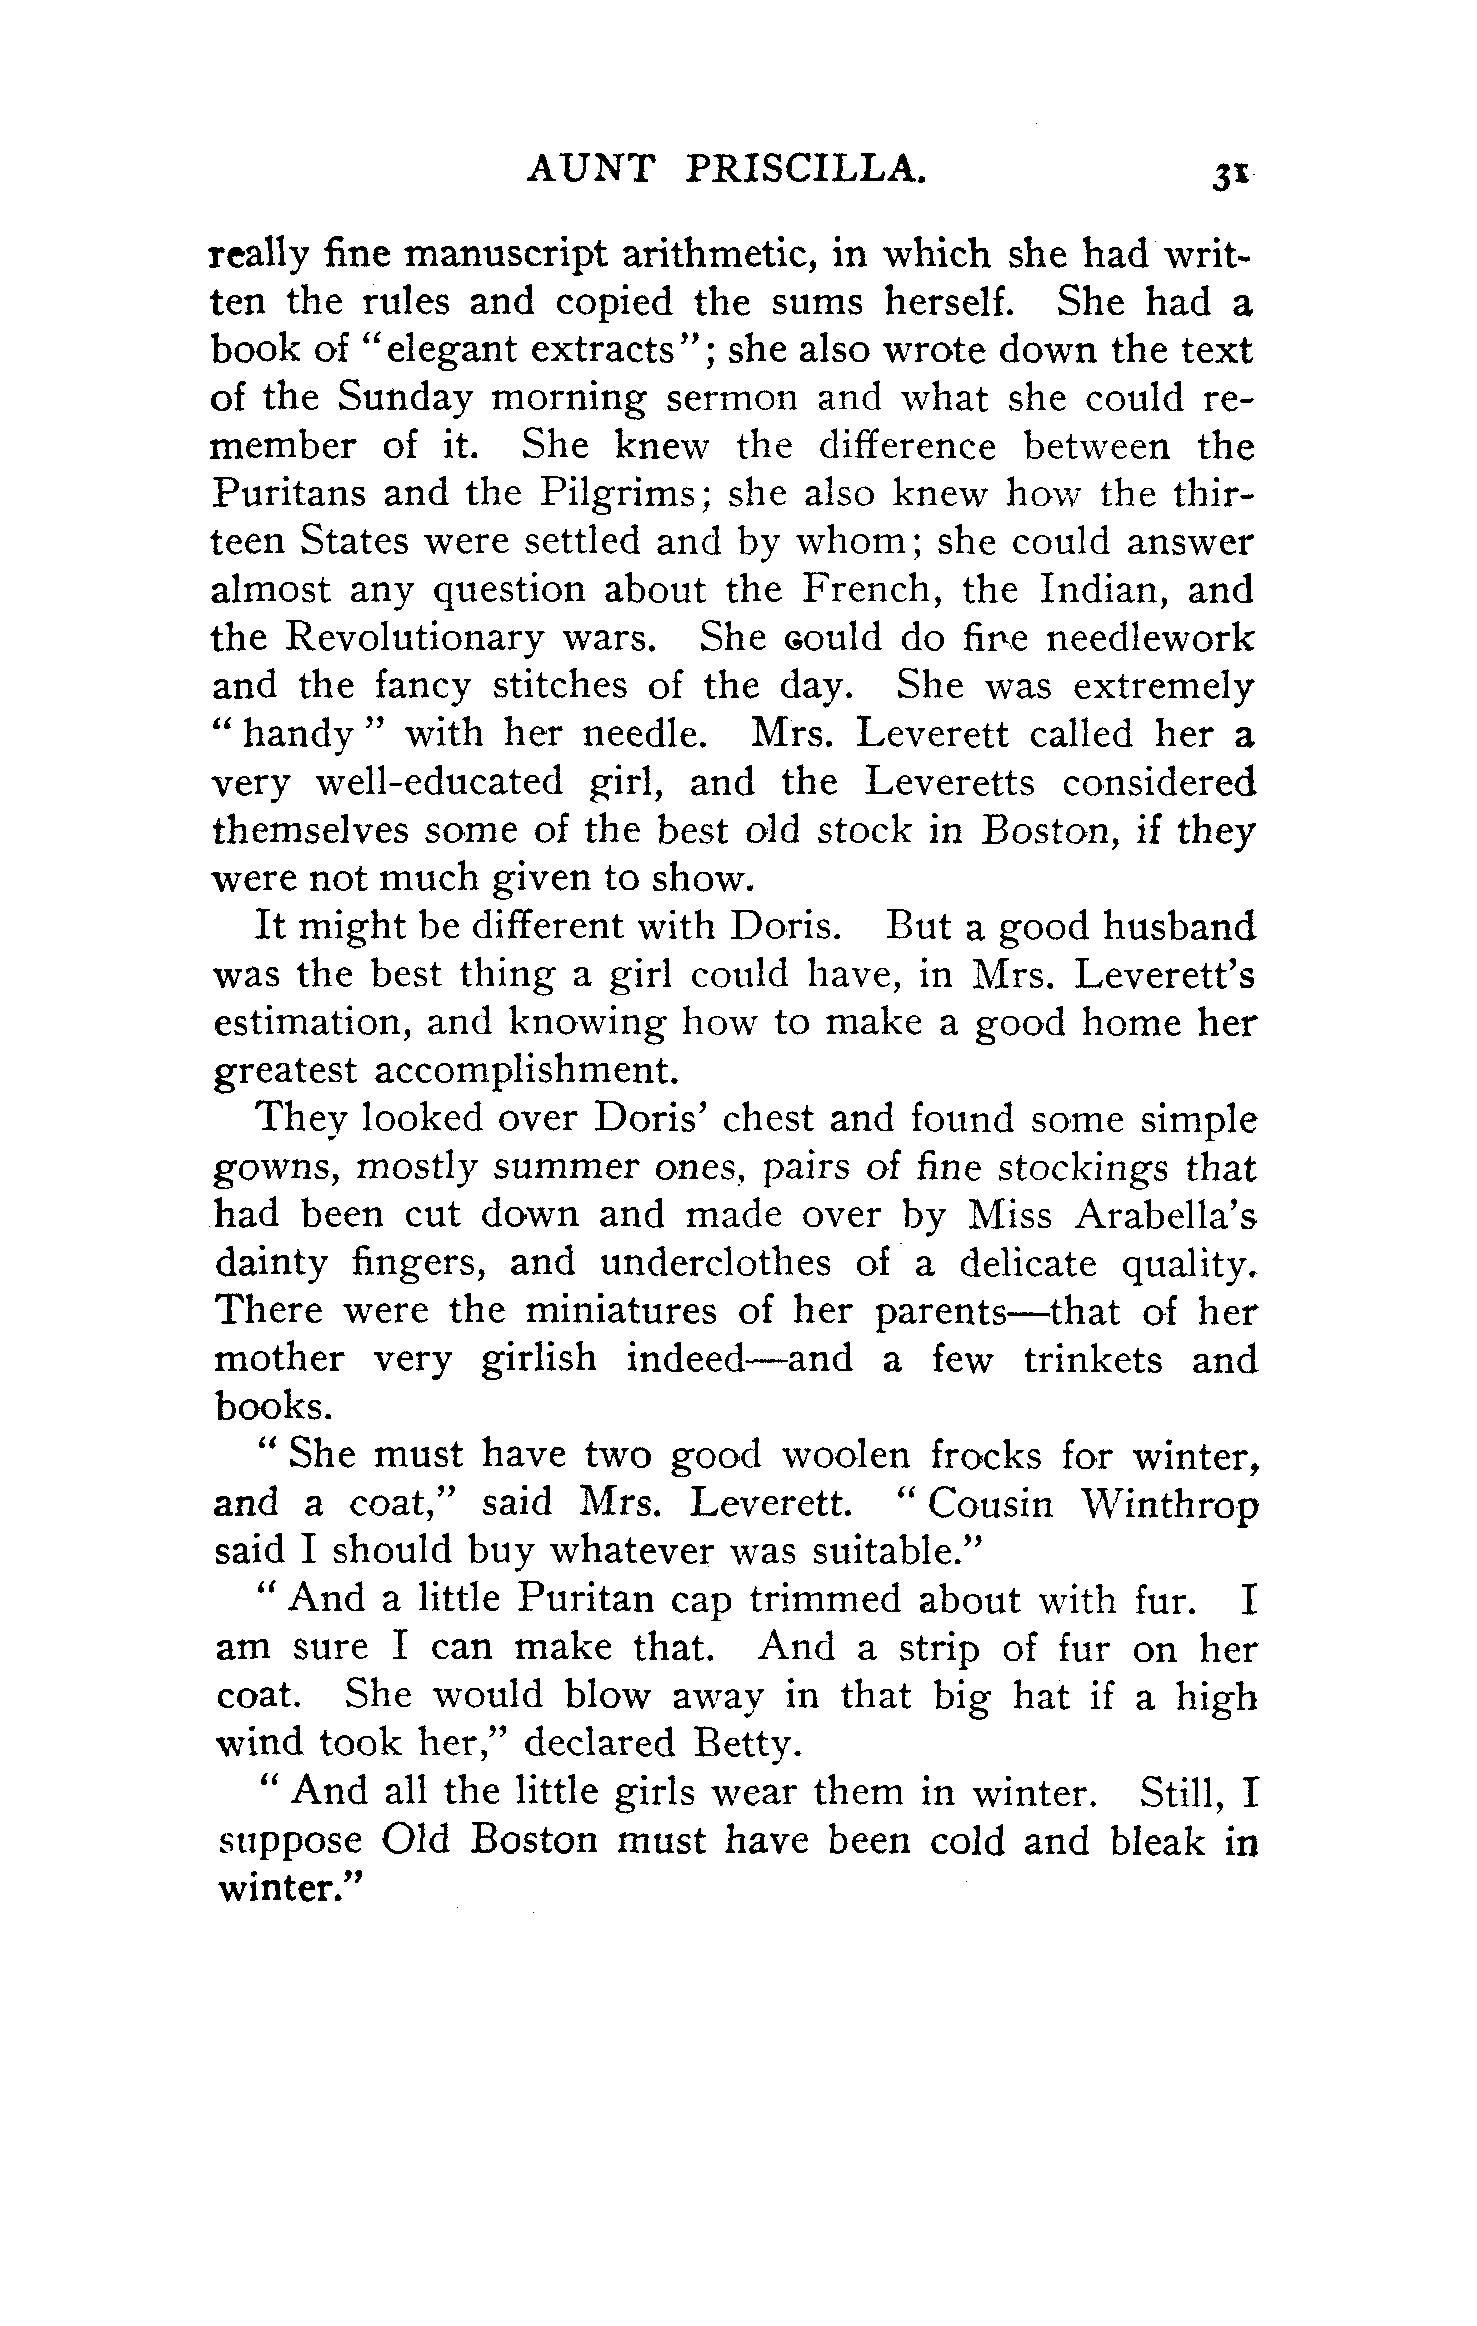 AUNT PRISCILLA. 31
really fine manuscript arithmetic, in which she had writ-
ten the rules and copied the sums herself. She had a
book of "elegant extracts"; she also wrote down the text
of the Sunday morning sermon and what she could re-
member of it. She knew the difference between the
Puritans and the Pilgrims; she also knew how the thir-
teen States were settled and by whom; she could answer
almost any question about the French, the Indian, and
the Revolutionary wars. She could do fine needlework
and the fancy stitches of the day. She was extremely
" handy " with her needle. Mrs. Leverett called her a
very well-educated girl, and the Leveretts considered
themselves some of the best old stock in Boston, if they
were not much given to show.
It might be different with Doris. But a good husband
was the best thing a girl could have, in Mrs. Leverett's
estimation, and knowing how to make a good home her
greatest accomplishment.
They looked over Doris' chest and found some simple
gowns, mostly summer ones, pairs of fine stockings that
had been cut down and made over by Miss Arabella's
dainty fingers, and underclothes of a delicate quality.
There were the miniatures of her parents—that of her
mother very girlish indeed—and a few trinkets and
books.
" She must have two good woolen frocks for winter,
and a coat," said Mrs. Leverett. " Cousin Winthrop
said I should buy whatever was suitable."
" And a little Puritan cap trimmed about with fur. I
am sure I can make that. And a strip of fur on her
coat. She would blow away in that big hat if a high
wind took her," declared Betty.
" And all the little girls wear them in winter. Still, I
suppose Old Boston must have been cold and bleak in
winter."